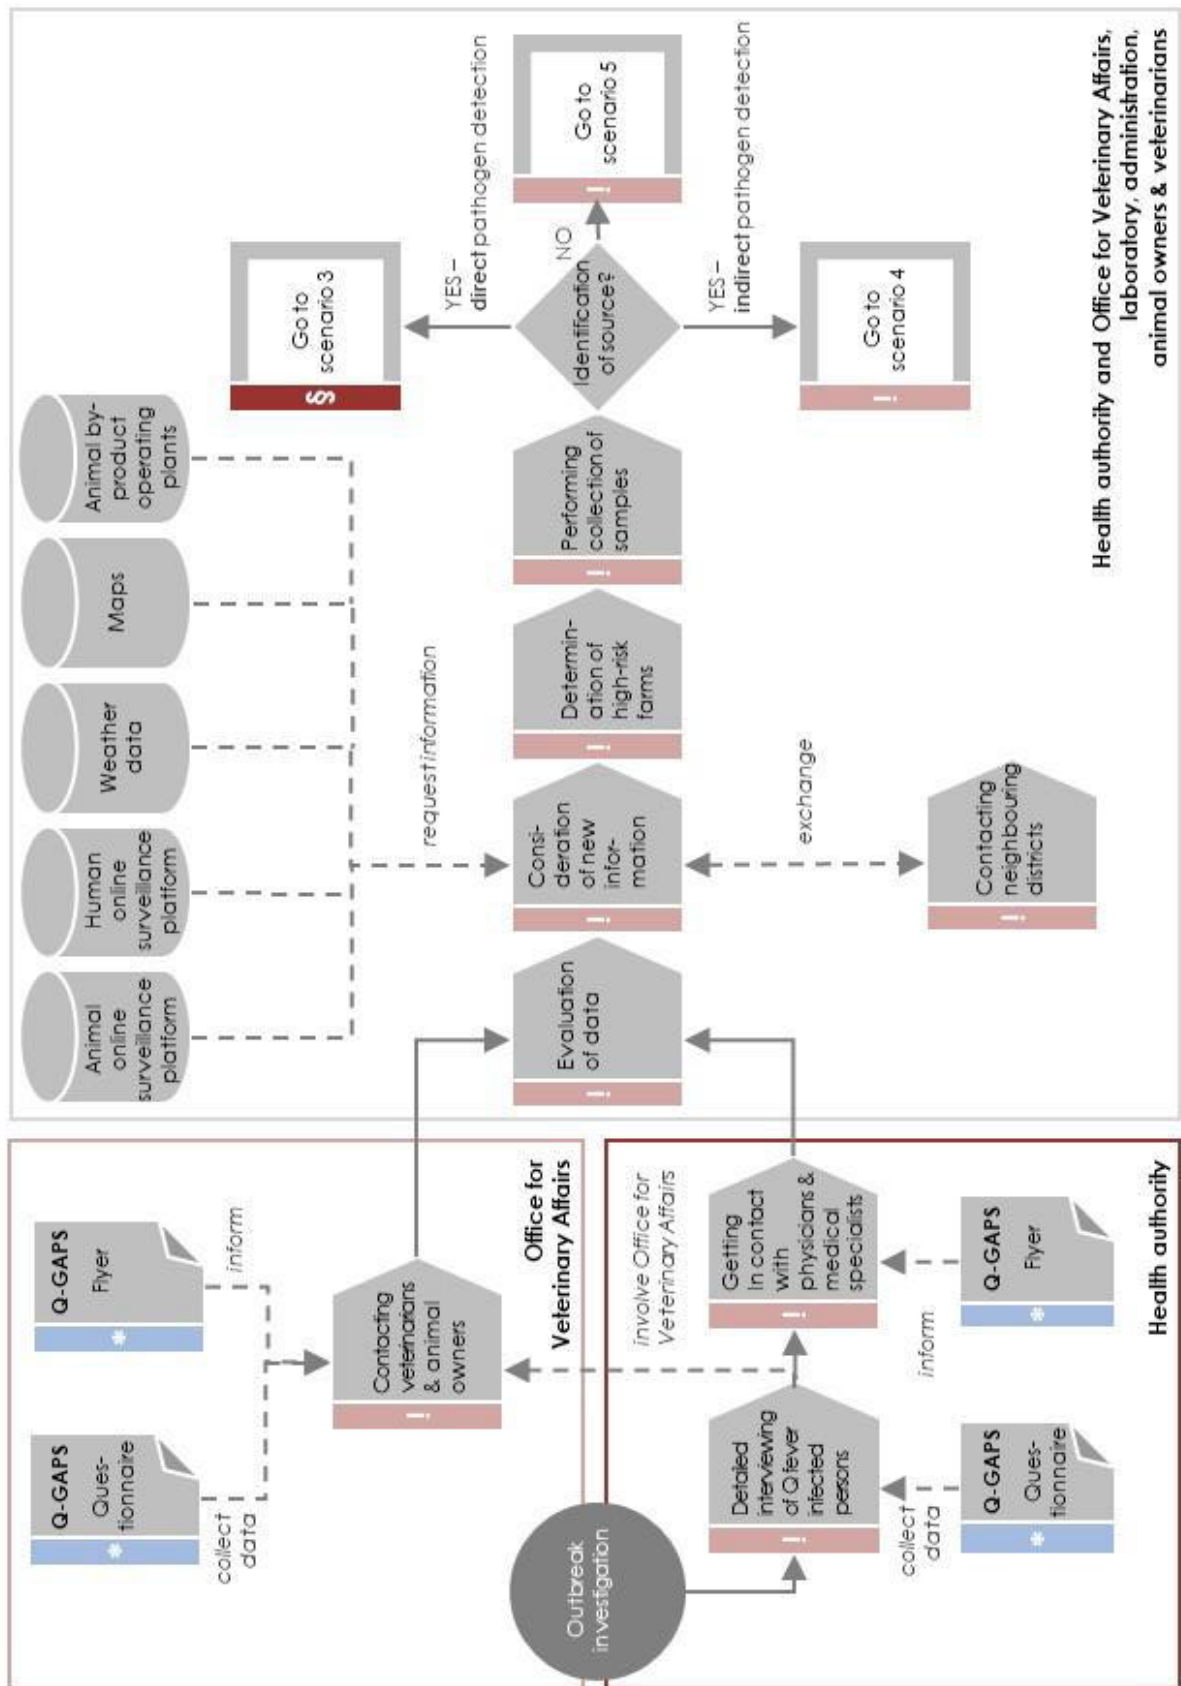 Q-GAPS
Ques-
tionnaire
*
collect
data
Q-GAPS
Flyer
*
inform
Contacting
veterinarians
& animal
owners
i
Office for
Veterinary Affairs
Outbreak
investigation
involve Office for
Veterinary Affairs
Detailed
interviewing
of Q fever
infected
persons
i
Getting
in contact
with
physicians &
medical
specialists
i
collect
data
Q-GAPS
Ques-
tionnaire
*
inform
Q-GAPS
Flyer
*
Health authority
Animal
online
surveillance
platform
Human
online
surveillance
platform
Weather
data
Maps
Animal by-
product
operating
plants
request information
Evaluation
of data
i
Consi-
deration
of new
infor-
mation
i
Determin-
ation of
high-risk
farms
i
Performing
collection of
samples
i
Identification
of source?
YES –
direct pathogen detection
Go to
scenario 3
§
NO
Go to
scenario 5
i
YES –
indirect pathogen detection
Go to
scenario 4
i
exchange
Contacting
neighbouring
districts
i
Health authority and Office for Veterinary Affairs,
laboratory, administration,
animal owners & veterinarians